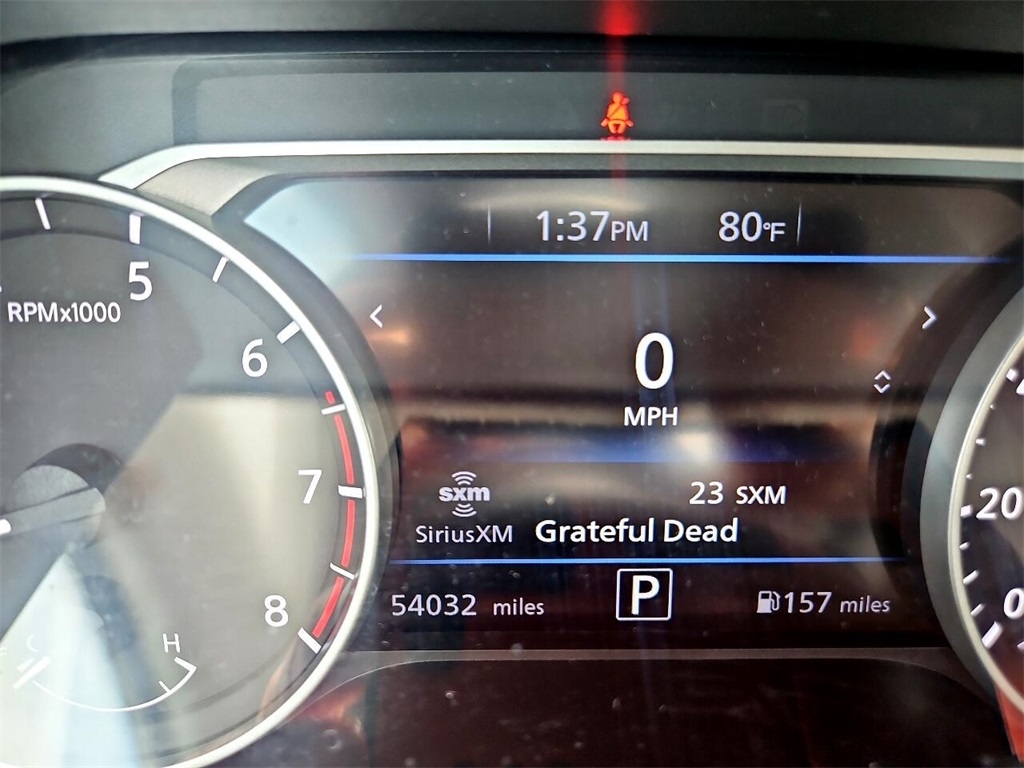 1:37PM 80°F
5
RPMx1000
6
0
MPH
7
sxm
23 SXM
20
SiriusXM Grateful Dead
8
54032 miles
P
157 miles
0
C H